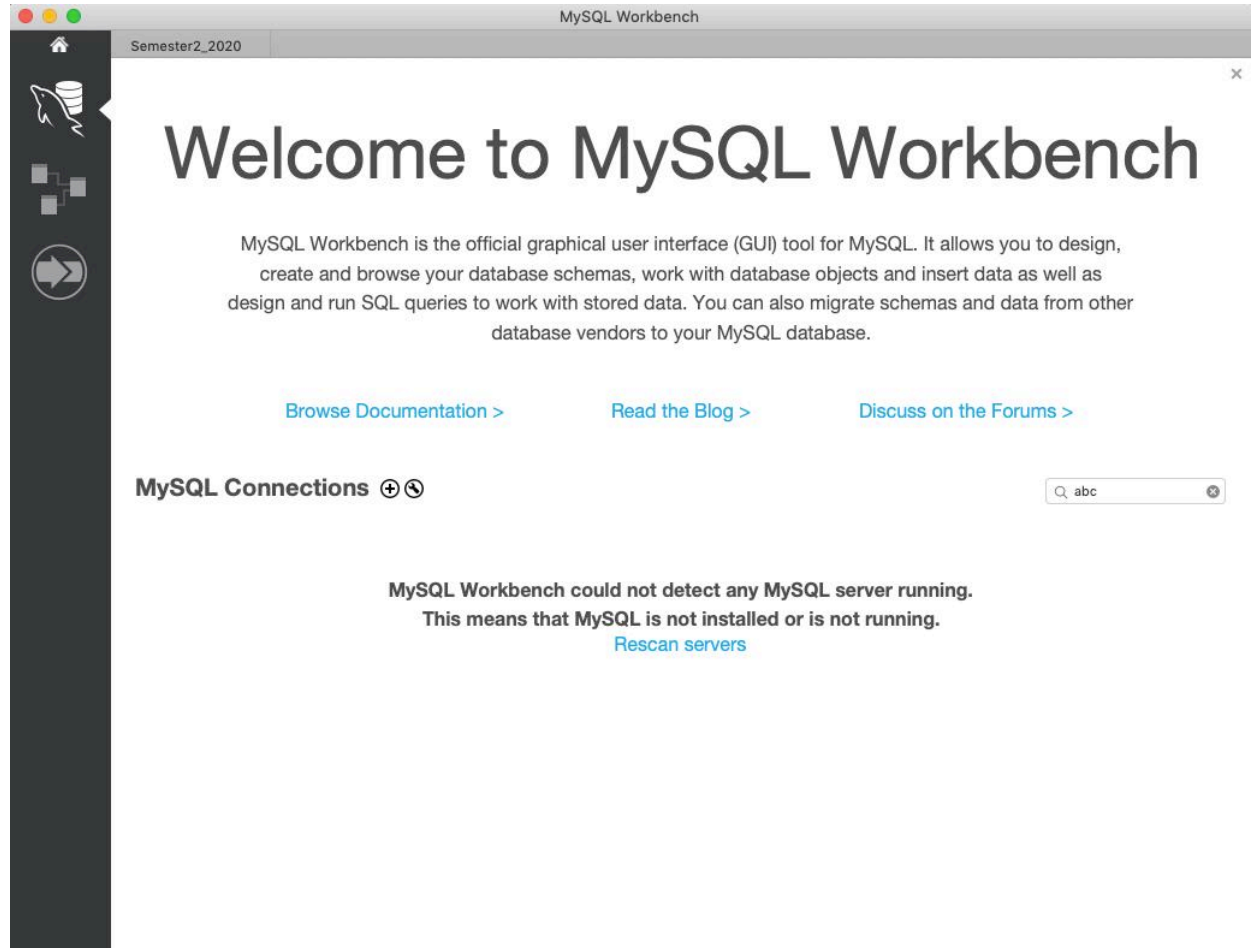 MySQL Workbench
Semester2_2020
Welcome to MySQL Workbench
MySQL Workbench is the official graphical user interface (GUI) tool for MySQL. It allows you to design,
create and browse your database schemas, work with database objects and insert data as well as
design and run SQL queries to work with stored data. You can also migrate schemas and data from other
database vendors to your MySQL database.
Browse Documentation > Read the Blog > Discuss on the Forums >
MySQL Connections abc
MySQL Workbench could not detect any MySQL server running.
This means that MySQL is not installed or is not running.
Rescan servers